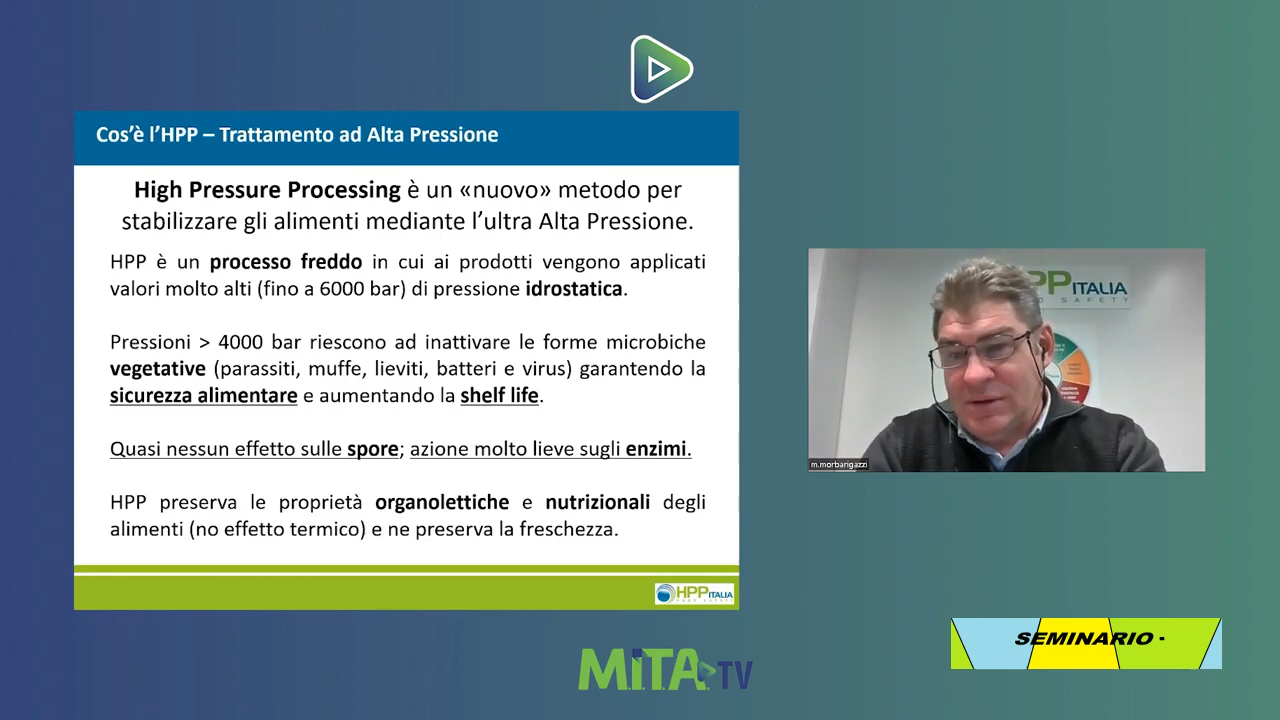 Cos'è l'HPP – Trattamento ad Alta Pressione
High Pressure Processing è un «nuovo» metodo per
stabilizzare gli alimenti mediante l'ultra Alta Pressione.
HPP è un processo freddo in cui ai prodotti vengono applicati
valori molto alti (fino a 6000 bar) di pressione idrostatica.
Pressioni > 4000 bar riescono ad inattivare le forme microbiche
vegetative (parassiti, muffe, lieviti, batteri e virus) garantendo la
sicurezza alimentare e aumentando la shelf life.
Quasi nessun effetto sulle spore; azione molto lieve sugli enzimi.
HPP preserva le proprietà organolettiche e nutrizionali degli
alimenti (no effetto termico) e ne preserva la freschezza.
HPP ITALIA
FOOD SAFETY
PP ITALIA
SAFETY
m.morbarigazzi
SEMINARIO -
M.I.T.A. TV